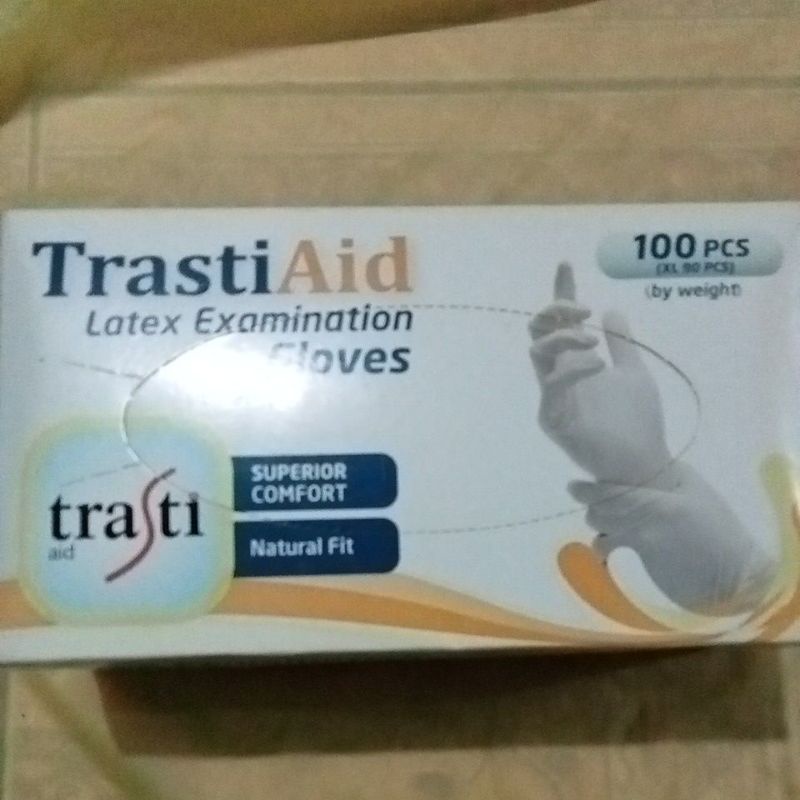 TrastiAid
Latex Examination
Gloves
100 PCS
(XL 90 PCS)
(by weight)
SUPERIOR
COMFORT
Natural Fit
trasti
aid